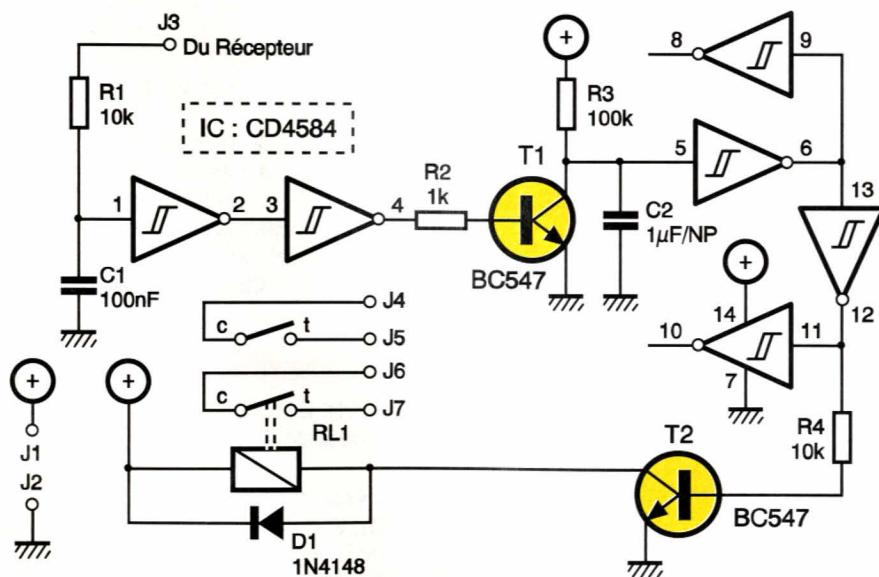 J3
Du Récepteur
R1
10k
IC : CD4584
1
2
3
4
R2
1k
C1
100nF
+
R3
100k
T1
BC547
5
6
C2
1µF/NP
8
9
13
12
+
14
7
10
11
R4
10k
c
t
J4
J5
c
t
J6
J7
RL1
+
J1
J2
+
D1
1N4148
T2
BC547